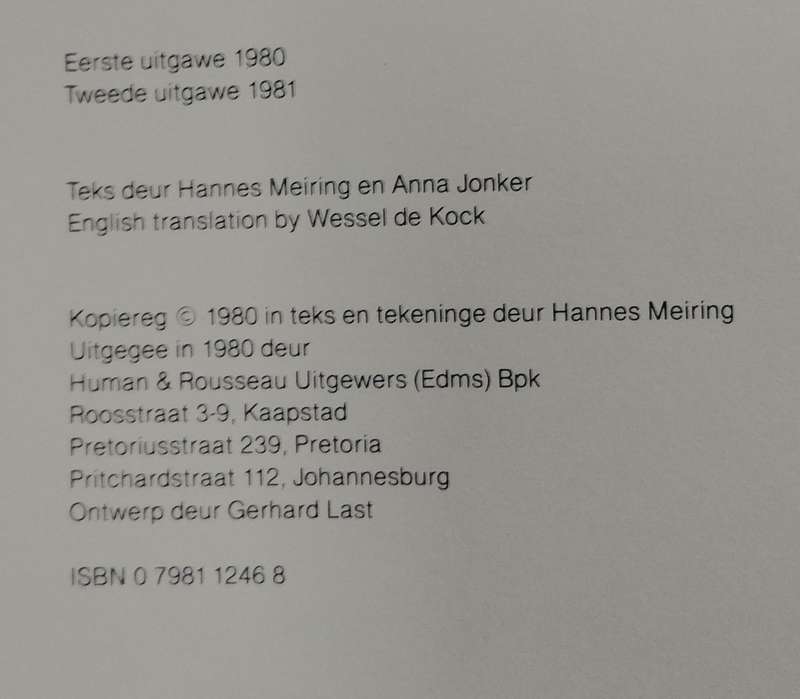 Eerste uitgawe 1980
Tweede uitgawe 1981
Teks deur Hannes Meiring en Anna Jonker
English translation by Wessel de Kock
Kopiereg © 1980 in teks en tekeninge deur Hannes Meiring
Uitgegee in 1980 deur
Human & Rousseau Uitgewers (Edms) Bpk
Roosstraat 3-9, Kaapstad
Pretoriusstraat 239, Pretoria
Pritchardstraat 112, Johannesburg
Ontwerp deur Gerhard Last
ISBN 0 7981 1246 8